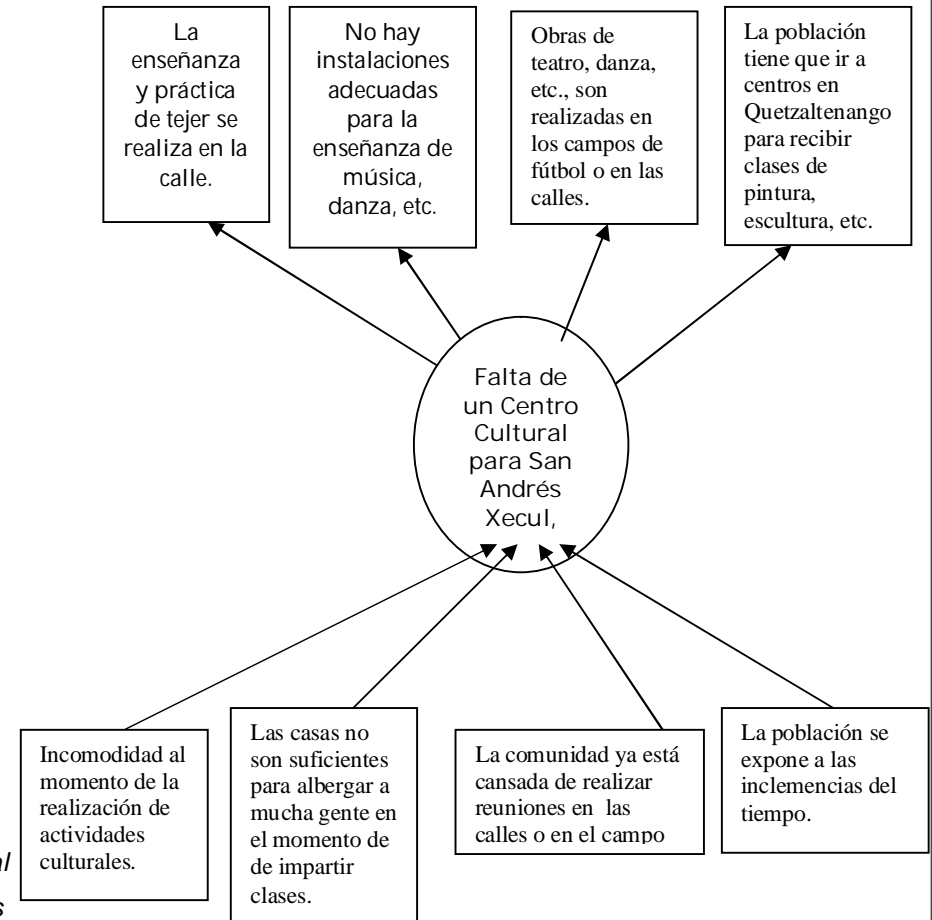 La
enseñanza
y práctica
de tejer se
realiza en la
calle.
No hay
instalaciones
adecuadas
para la
enseñanza de
música,
danza, etc.
Obras de
teatro, danza,
etc., son
realizadas en
los campos de
fútbol o en las
calles.
La población
tiene que ir a
centros en
Quetzaltenango
para recibir
clases de
pintura,
escultura, etc.
Falta de
un Centro
Cultural
para San
Andrés
Xecul,
Incomodidad al
momento de la
realización de
actividades
culturales.
Las casas no
son suficientes
para albergar a
mucha gente en
el momento de
de impartir
clases.
La comunidad ya está
cansada de realizar
reuniones en las
calles o en el campo
La población se
expone a las
inclemencias del
tiempo.